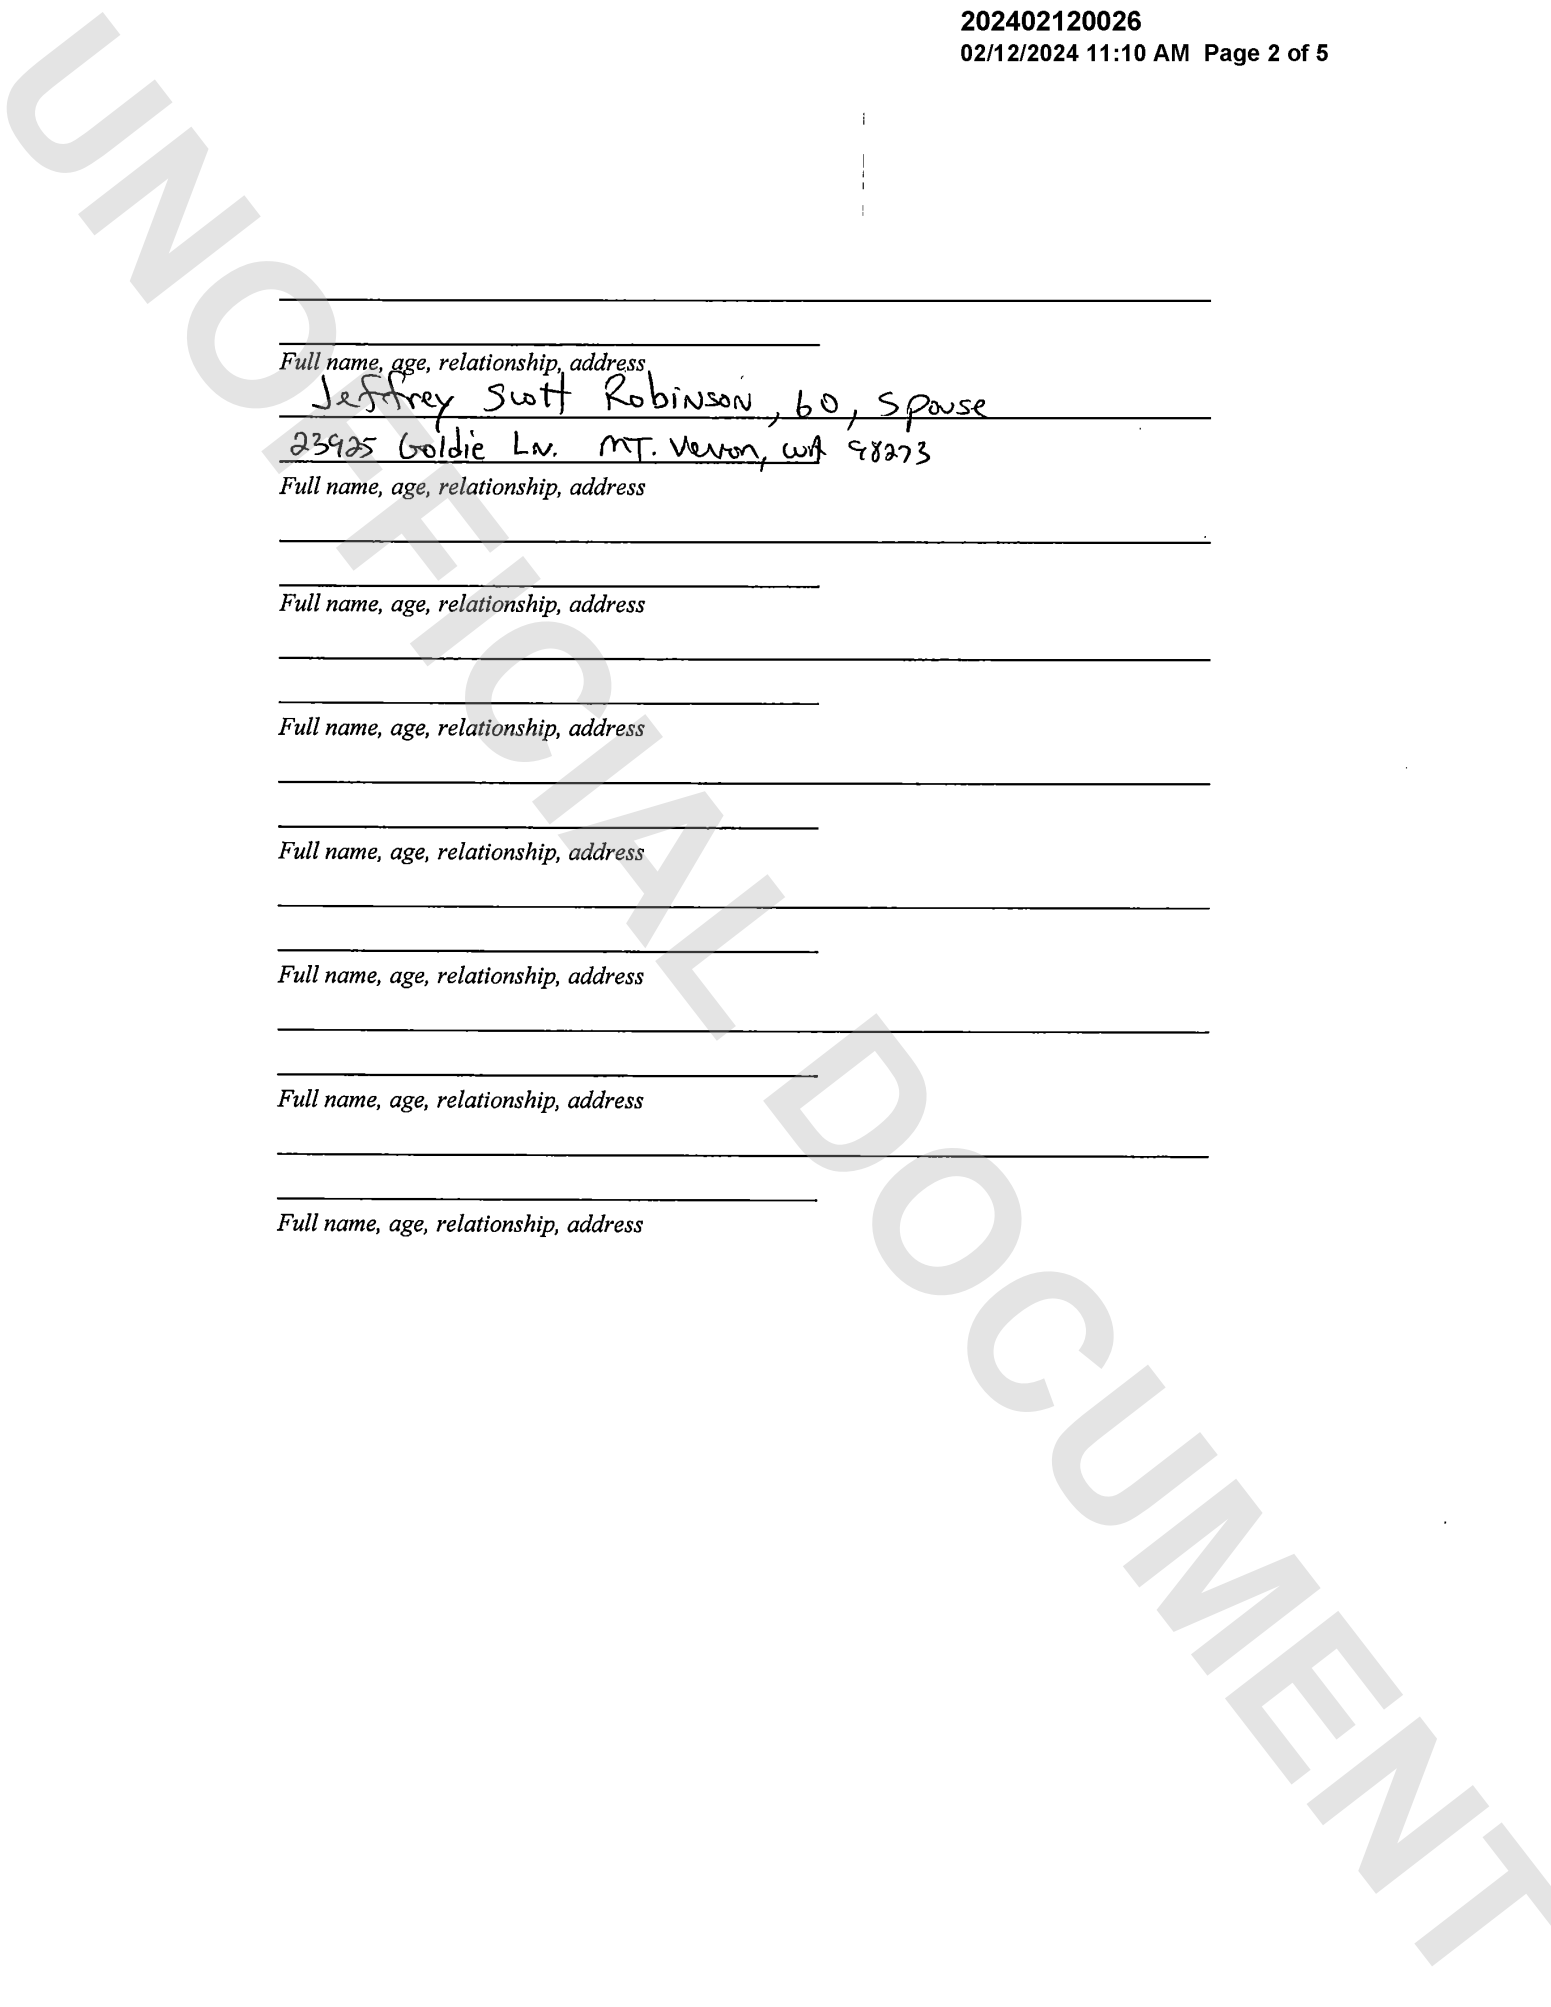 202402120026
02/12/2024 11:10 AM Page 2 of 5
Full name, age, relationship, address
Jeffrey Scott Robinson, 60, Spouse
23925 Goldie LN. MT. Vernon, WA 98273
Full name, age, relationship, address
Full name, age, relationship, address
Full name, age, relationship, address
Full name, age, relationship, address
Full name, age, relationship, address
Full name, age, relationship, address
Full name, age, relationship, address
UNOFFICIAL DOCUMENT